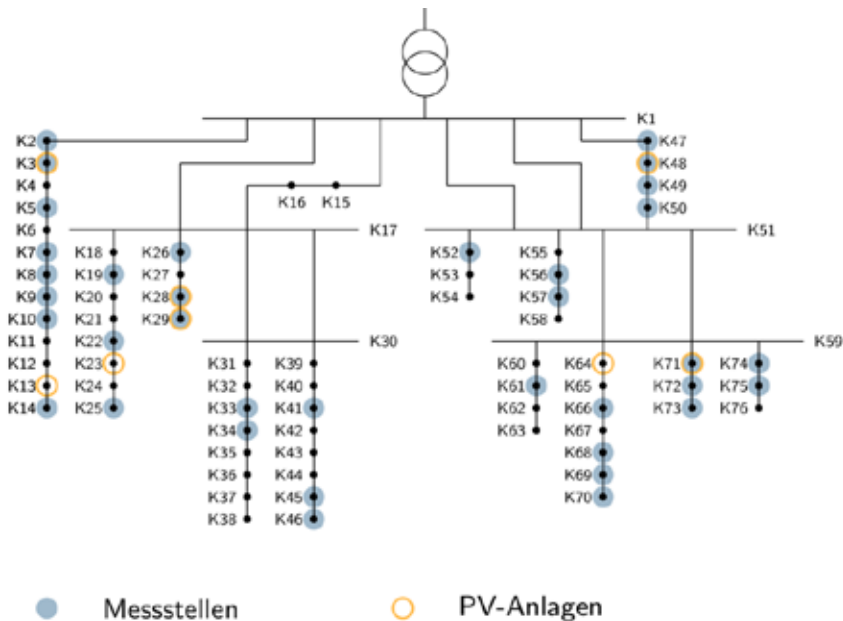 K1
K2
K47
K3
K48
K4
K49
K16
K15
K5
K50
K6
K17
K51
K7
K18
K26
K52
K55
K8
K19
K27
K53
K56
K9
K20
K28
K54
K57
K10
K21
K29
K58
K11
K22
K30
K59
K12
K23
K31
K39
K60
K64
K71
K74
K13
K24
K32
K40
K61
K65
K72
K75
K14
K25
K33
K41
K62
K66
K73
K76
K34
K42
K63
K67
K35
K43
K68
K36
K44
K69
K37
K45
K70
K38
K46
Messstellen
PV-Anlagen